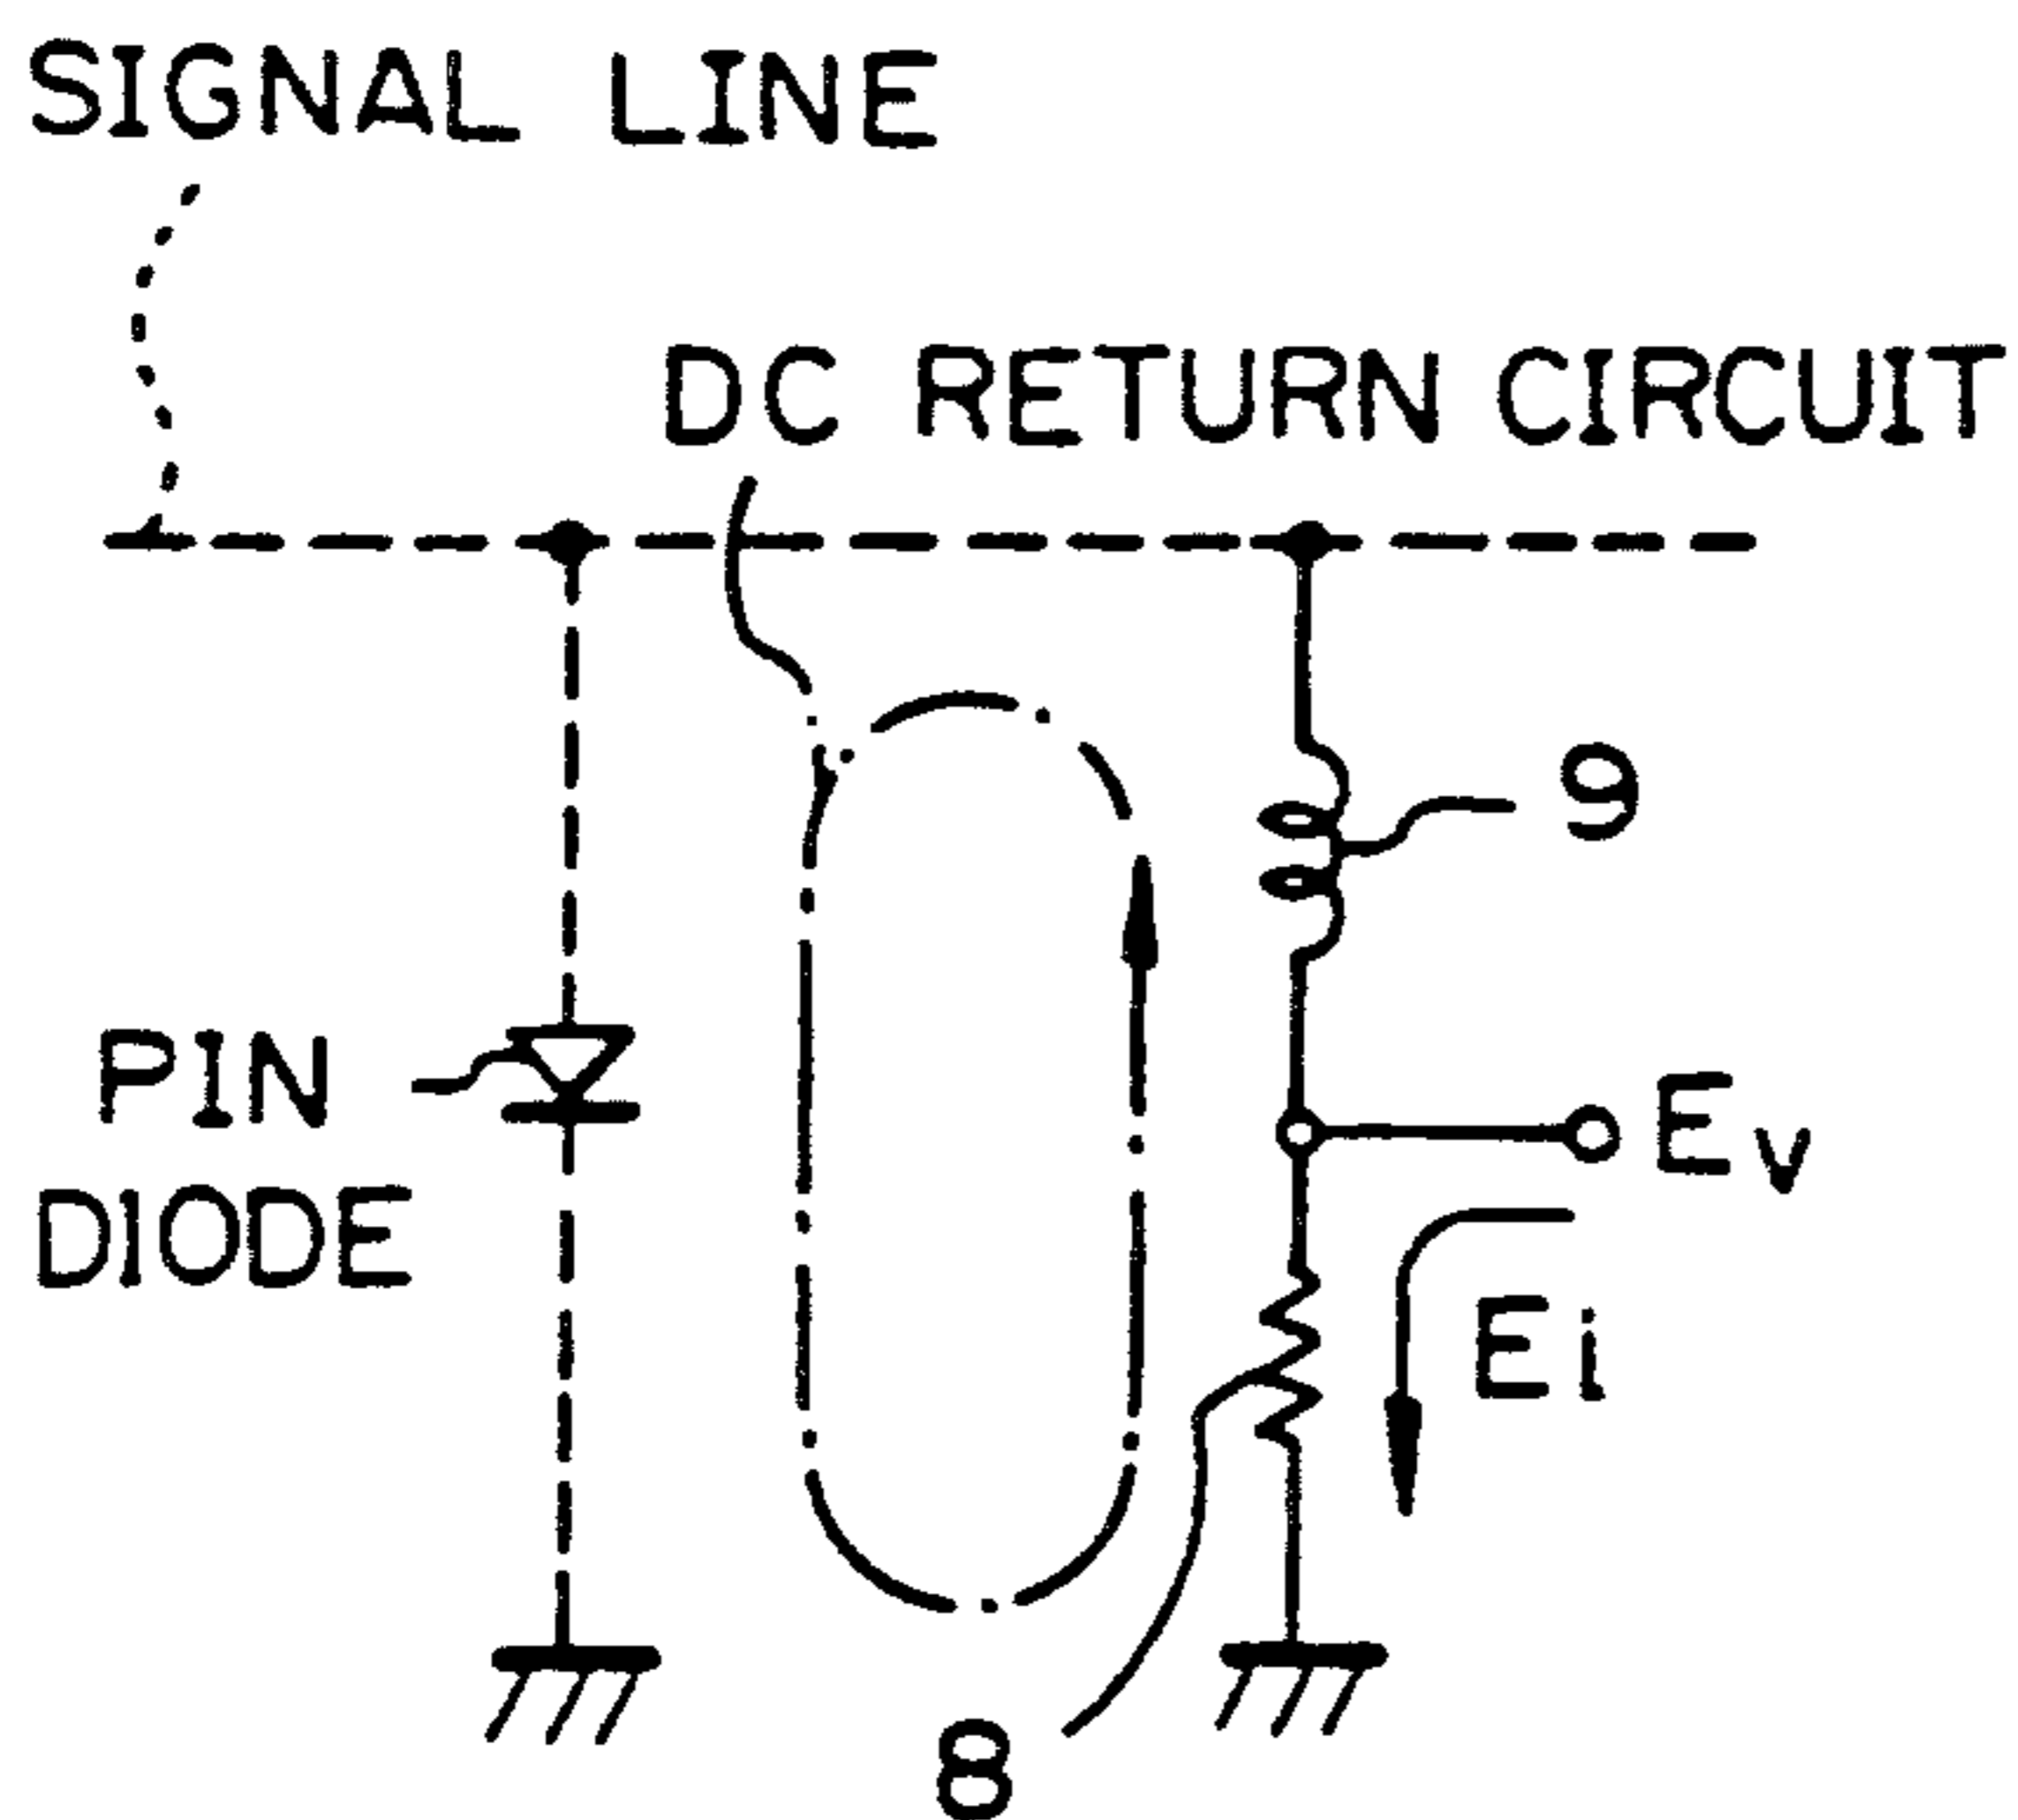 SIGNAL LINE
DC RETURN CIRCUIT
9
PIN
DIODE
Ev
Ei
8